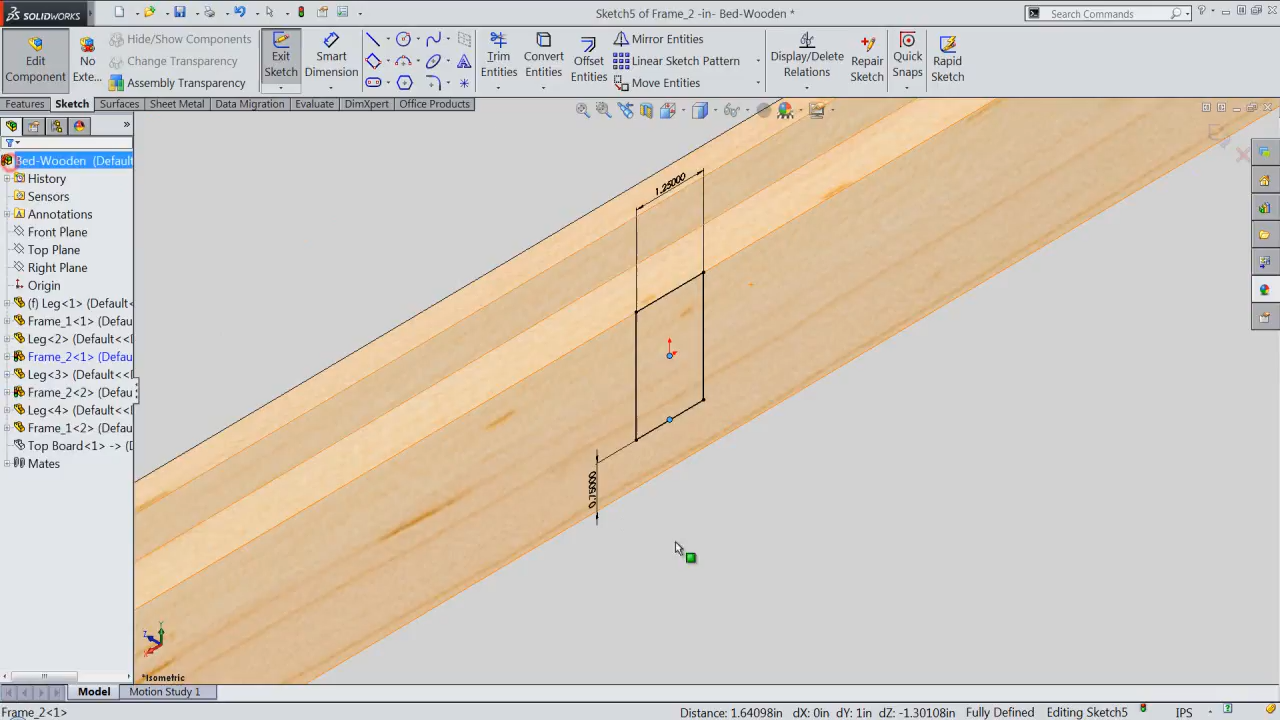 SOLIDWORKS
Sketch5 of Frame_2 -in- Bed-Wooden *
Search Commands
Edit
Component
No
Exte...
Hide/Show Components
Change Transparency
Assembly Transparency
Exit
Sketch
Smart
Dimension
Trim
Entities
Convert
Entities
Offset
Entities
Mirror Entities
Linear Sketch Pattern
Move Entities
Display/Delete
Relations
Repair
Sketch
Quick
Snaps
Rapid
Sketch
Features
Sketch
Surfaces
Sheet Metal
Data Migration
Evaluate
DimXpert
Office Products
Bed-Wooden (Default
History
Sensors
Annotations
Front Plane
Top Plane
Right Plane
Origin
(f) Leg<1> (Default<
Frame_1<1> (Defau
Leg<2> (Default<<D
Frame_2<1> (Defau
Leg<3> (Default<<D
Frame_2<2> (Defau
Leg<4> (Default<<D
Frame_1<2> (Defau
Top Board<1> -> (D
Mates
1.25000
0.75000
Y
Z
X
*Isometric
Model
Motion Study 1
Frame_2<1>
Distance: 1.64098in
dX: 0in
dY: 1in
dZ: -1.30108in
Fully Defined
Editing Sketch5
IPS